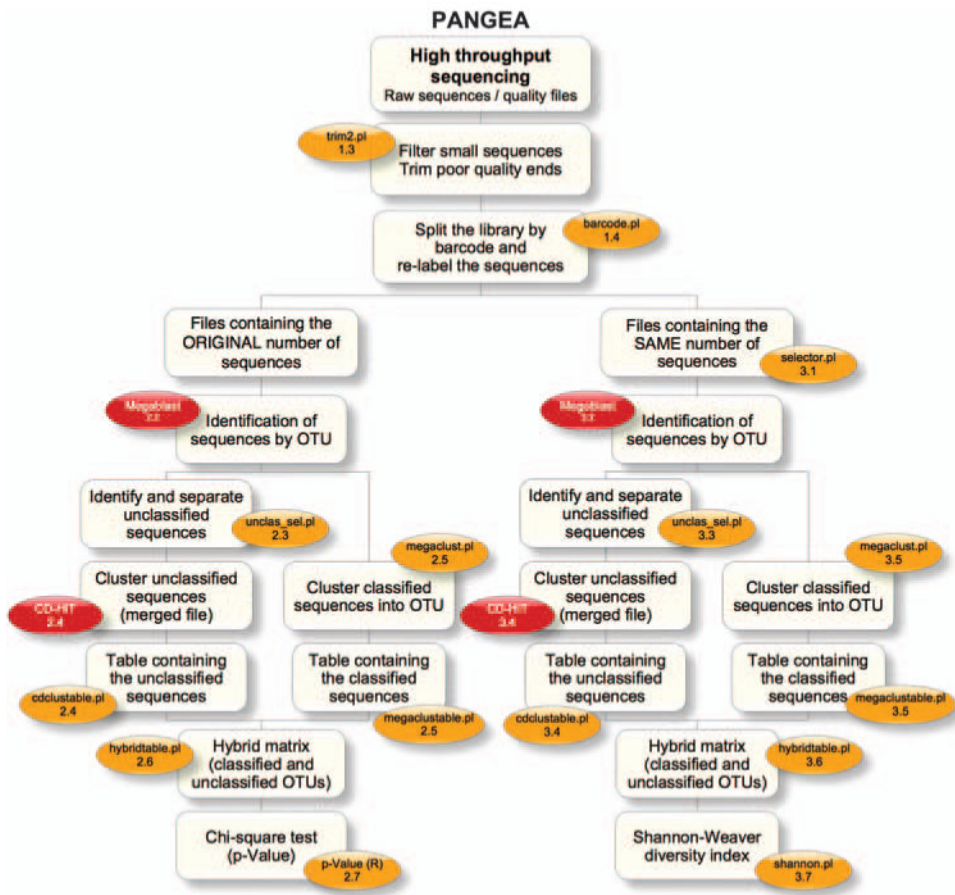 PANGEA
High throughput
sequencing
Raw sequences / quality files
trim2.pl
1.3
Filter small sequences
Trim poor quality ends
barcode.pl
1.4
Split the library by
barcode and
re-label the sequences
Files containing the
ORIGINAL number of
sequences
Files containing the
SAME number of
sequences
selector.pl
3.1
Megablast
2.2
Identification of
sequences by OTU
Megablast
3.2
Identification of
sequences by OTU
Identify and separate
unclassified
sequences
unclas_sel.pl
2.3
Identify and separate
unclassified
sequences
unclas_sel.pl
3.3
megaclust.pl
2.5
megaclust.pl
3.5
Cluster unclassified
sequences
(merged file)
CD-HIT
2.4
Cluster classified
sequences into OTU
Cluster unclassified
sequences
(merged file)
CD-HIT
3.4
Cluster classified
sequences into OTU
Table containing
the unclassified
sequences
cdclustable.pl
2.4
Table containing
the classified
sequences
megaclustable.pl
2.5
Table containing
the unclassified
sequences
cdclustable.pl
3.4
Table containing
the classified
sequences
megaclustable.pl
3.5
hybridtable.pl
2.6
Hybrid matrix
(classified and
unclassified OTUs)
Hybrid matrix
(classified and
unclassified OTUs)
hybridtable.pl
3.6
Chi-square test
(p-Value)
p-Value (R)
2.7
Shannon-Weaver
diversity index
shannon.pl
3.7